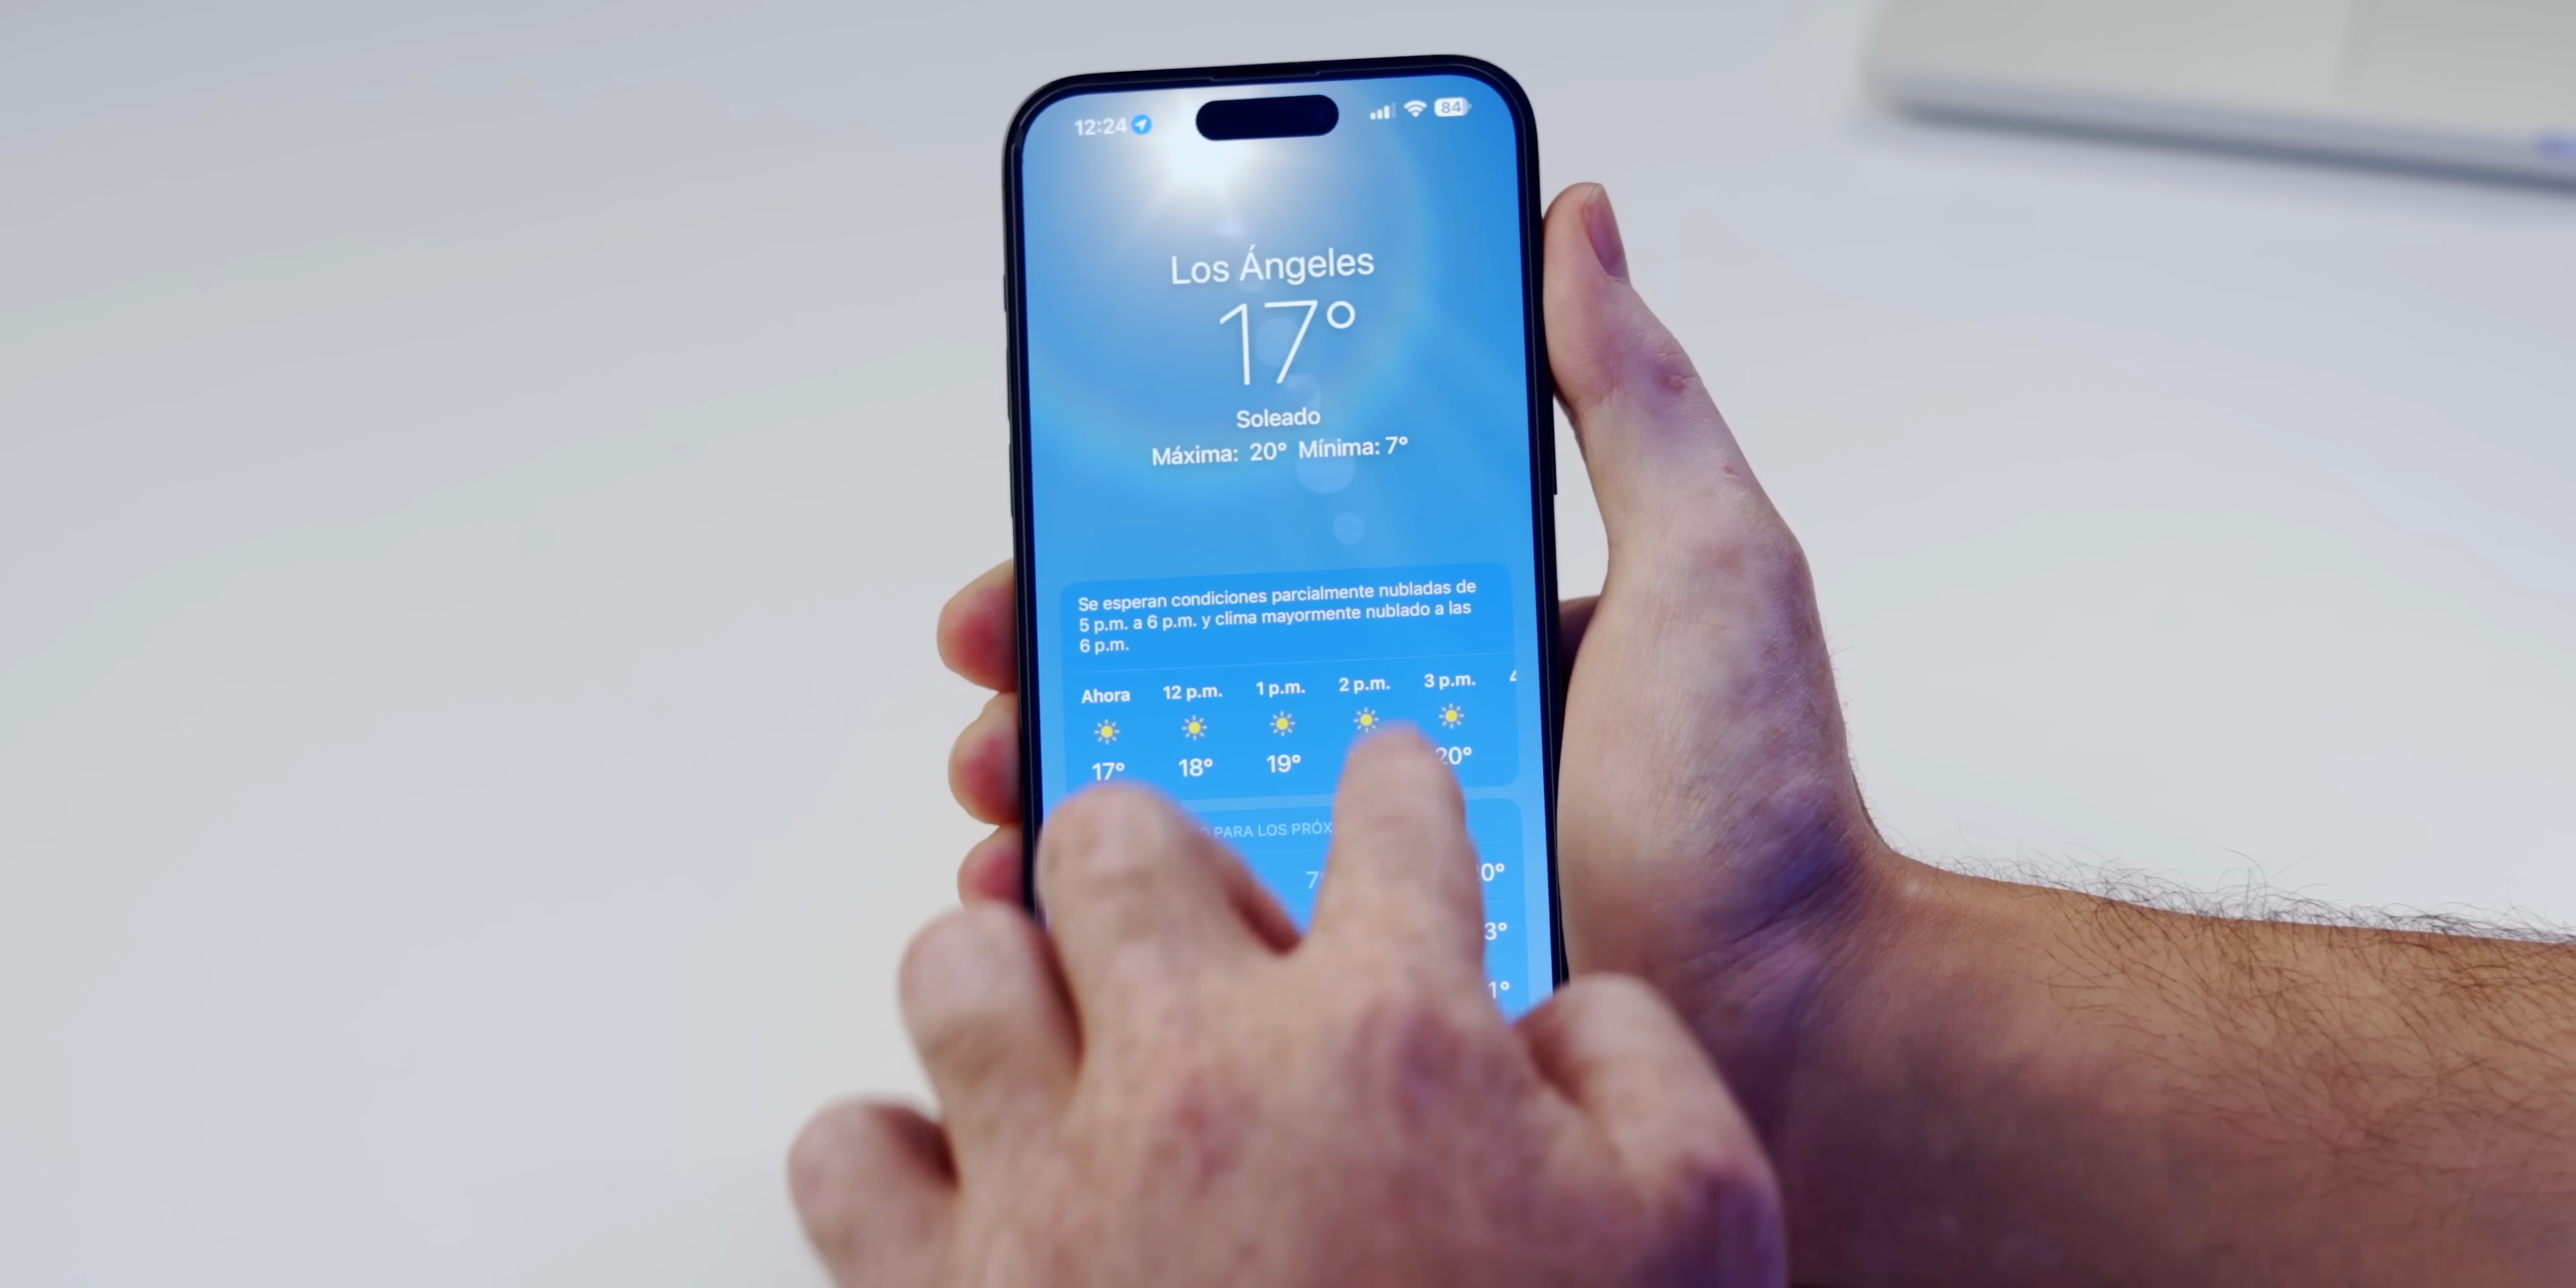 12:24 84
Los Ángeles
17°
Soleado
Máxima: 20° Mínima: 7°
Se esperan condiciones parcialmente nubladas de
5 p.m. a 6 p.m. y clima mayormente nublado a las
6 p.m.
Ahora 12 p.m. 1 p.m. 2 p.m. 3 p.m.
17° 18° 19° 20°
PARA LOS